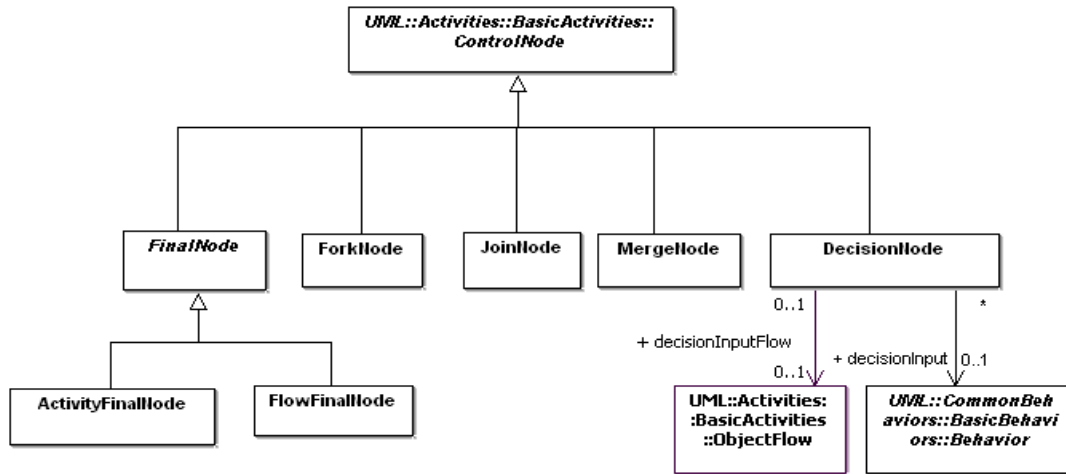 UML::Activities::BasicActivities::
ControlNode
FinalNode
ForkNode
JoinNode
MergeNode
DecisionNode
0..1
*
+ decisionInputFlow
+ decisionInput
0..1
0..1
ActivityFinalNode
FlowFinalNode
UML::Activities:
:BasicActivities
::ObjectFlow
UML::CommonBeh
aviors::BasicBehavi
ors::Behavior